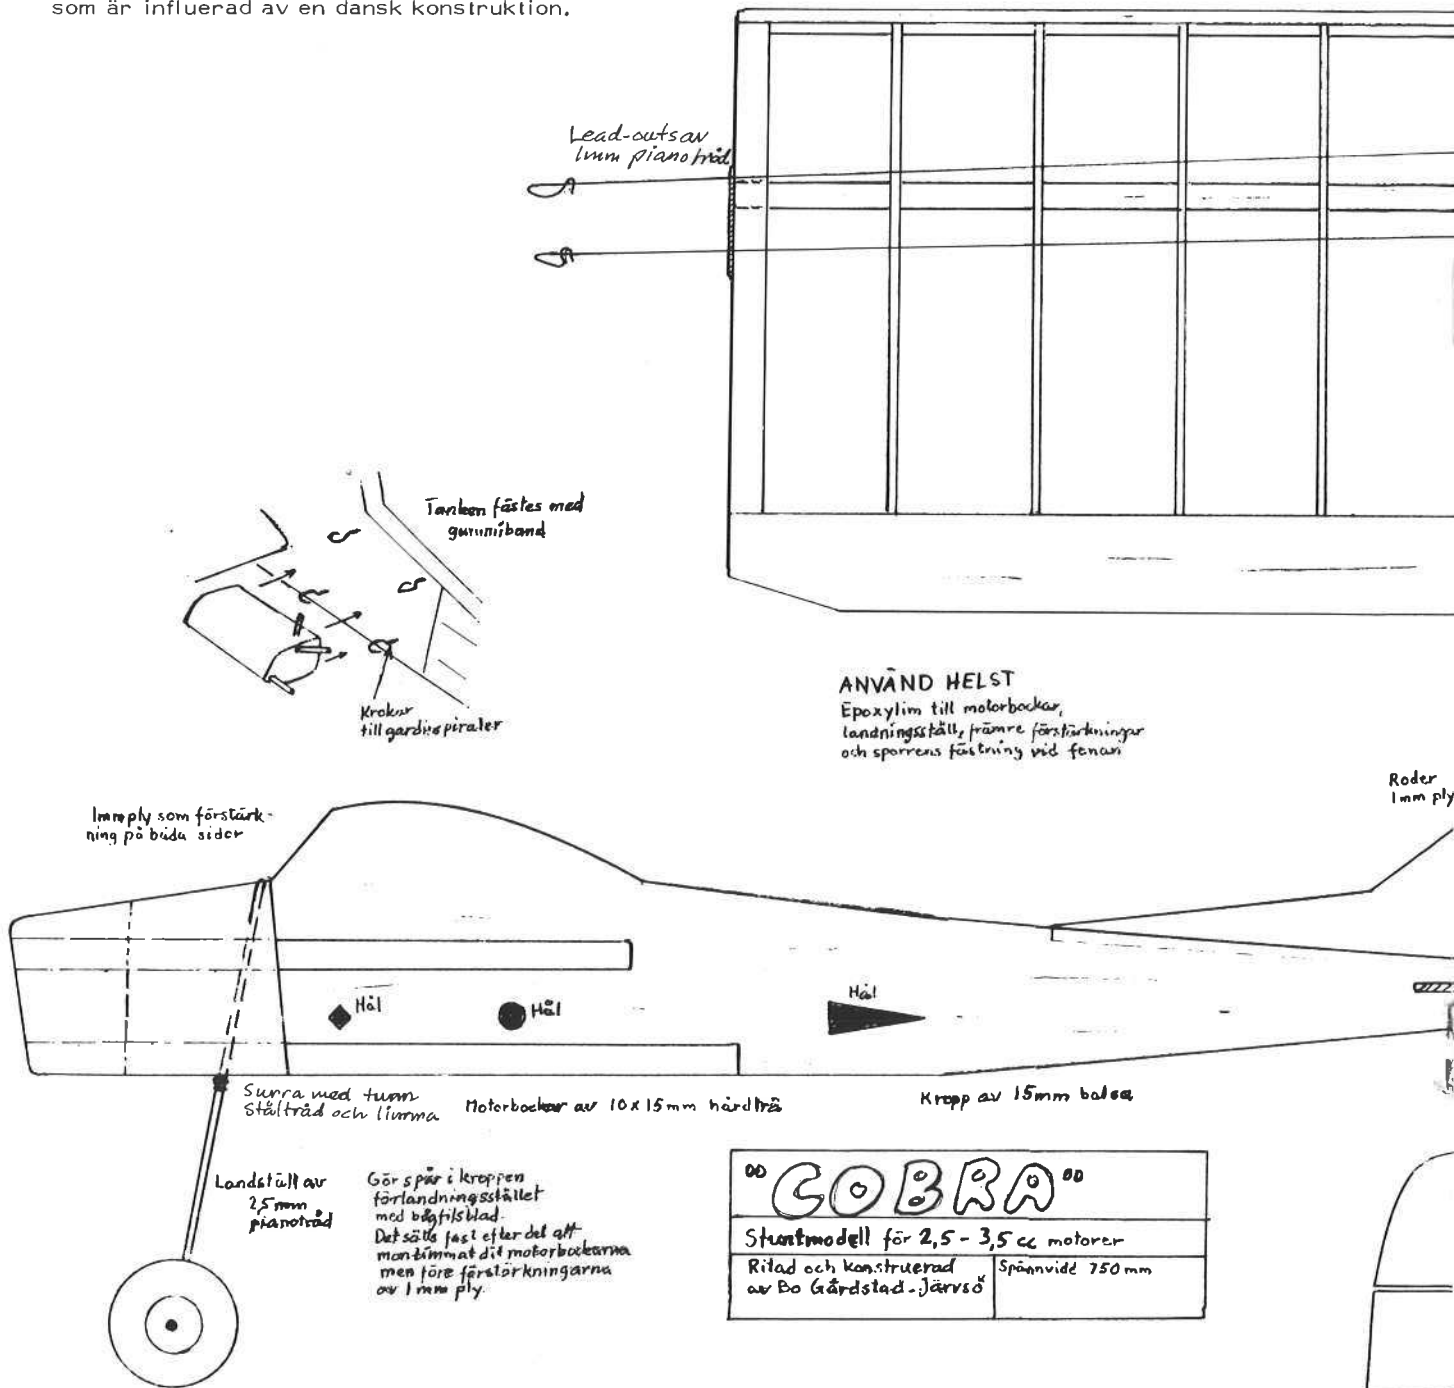 som är influerad av en dansk konstruktion.
Lead-outs av
1mm pianotråd
Tanken fästes med
gummiband
Krokar
till gardinspiraler
ANVÄND HELST
Epoxylim till motorbockar,
landningsställ, främre förstärkningar
och sporrens fästning vid fenan
Roder
1mm ply
1mm ply som förstärk-
ning på båda sidor
Hål
Hål
Hål
Surra med tunn
Ståltråd och limma
Motorbockar av 10x15mm hårdträ
Kropp av 15mm balsa
Landställ av
2,5mm
pianotråd
Gör spår i kroppen
för landningsstället
med bågfilsblad.
Det sätts fast efter det att
man limmat dit motorbockarna
men före förstärkningarna
av 1mm ply.
"COBRA"
Stuntmodell för 2,5-3,5 cc motorer
Ritad och konstruerad
av Bo Gårdstad-Järvsö
Spännvidd 750 mm